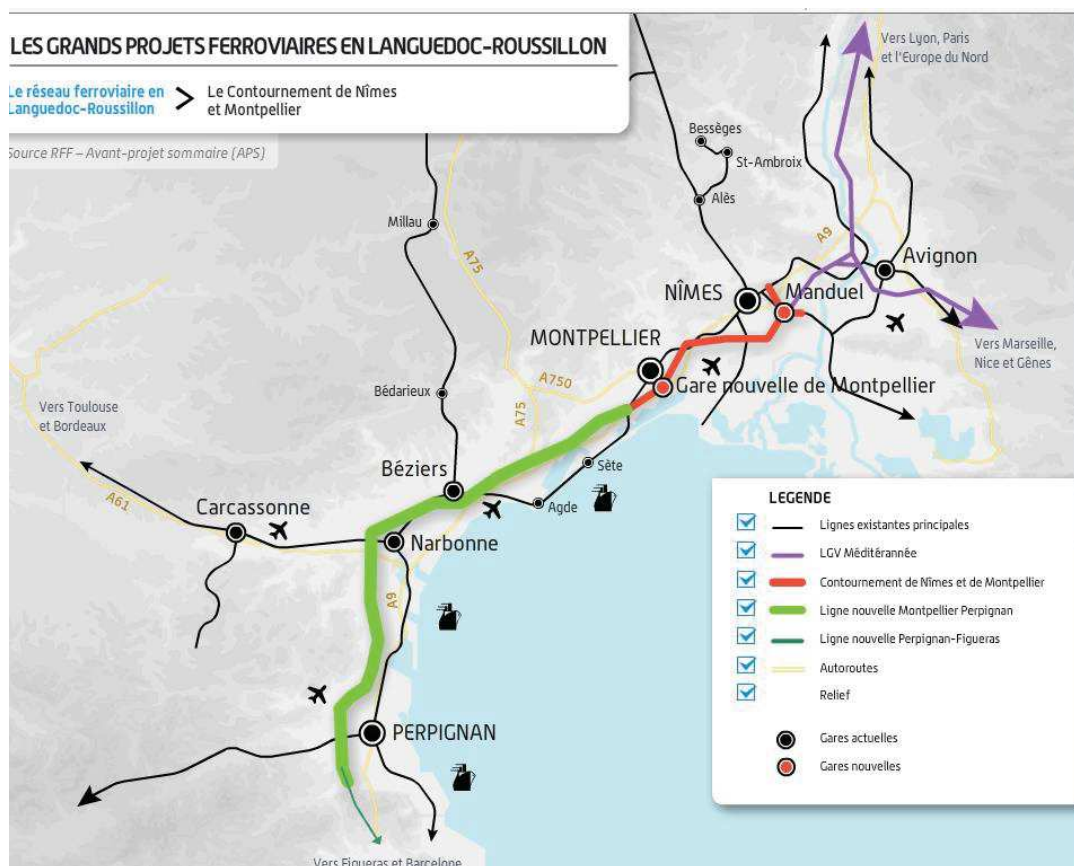 LES GRANDS PROJETS FERROVIAIRES EN LANGUEDOC-ROUSSILLON
Le réseau ferroviaire en
Languedoc-Roussillon
> Le Contournement de Nîmes
et Montpellier
Source RFF – Avant-projet sommaire (APS)
Vers Lyon, Paris
et l'Europe du Nord
Bessèges
St-Ambroix
Alès
Millau
A75
A9
Avignon
NÎMES
Manduel
MONTPELLIER
Vers Marseille,
Nice et Gênes
A750
Gare nouvelle de Montpellier
Bédarieux
A75
Vers Toulouse
et Bordeaux
Béziers
Sète
Agde
A61
Carcassonne
Narbonne
A9
PERPIGNAN
Vers Figueras et Barcelone
LEGENDE
Lignes existantes principales
LGV Méditérrannée
Contournement de Nîmes et de Montpellier
Ligne nouvelle Montpellier Perpignan
Ligne nouvelle Perpignan-Figueras
Autoroutes
Relief
Gares actuelles
Gares nouvelles